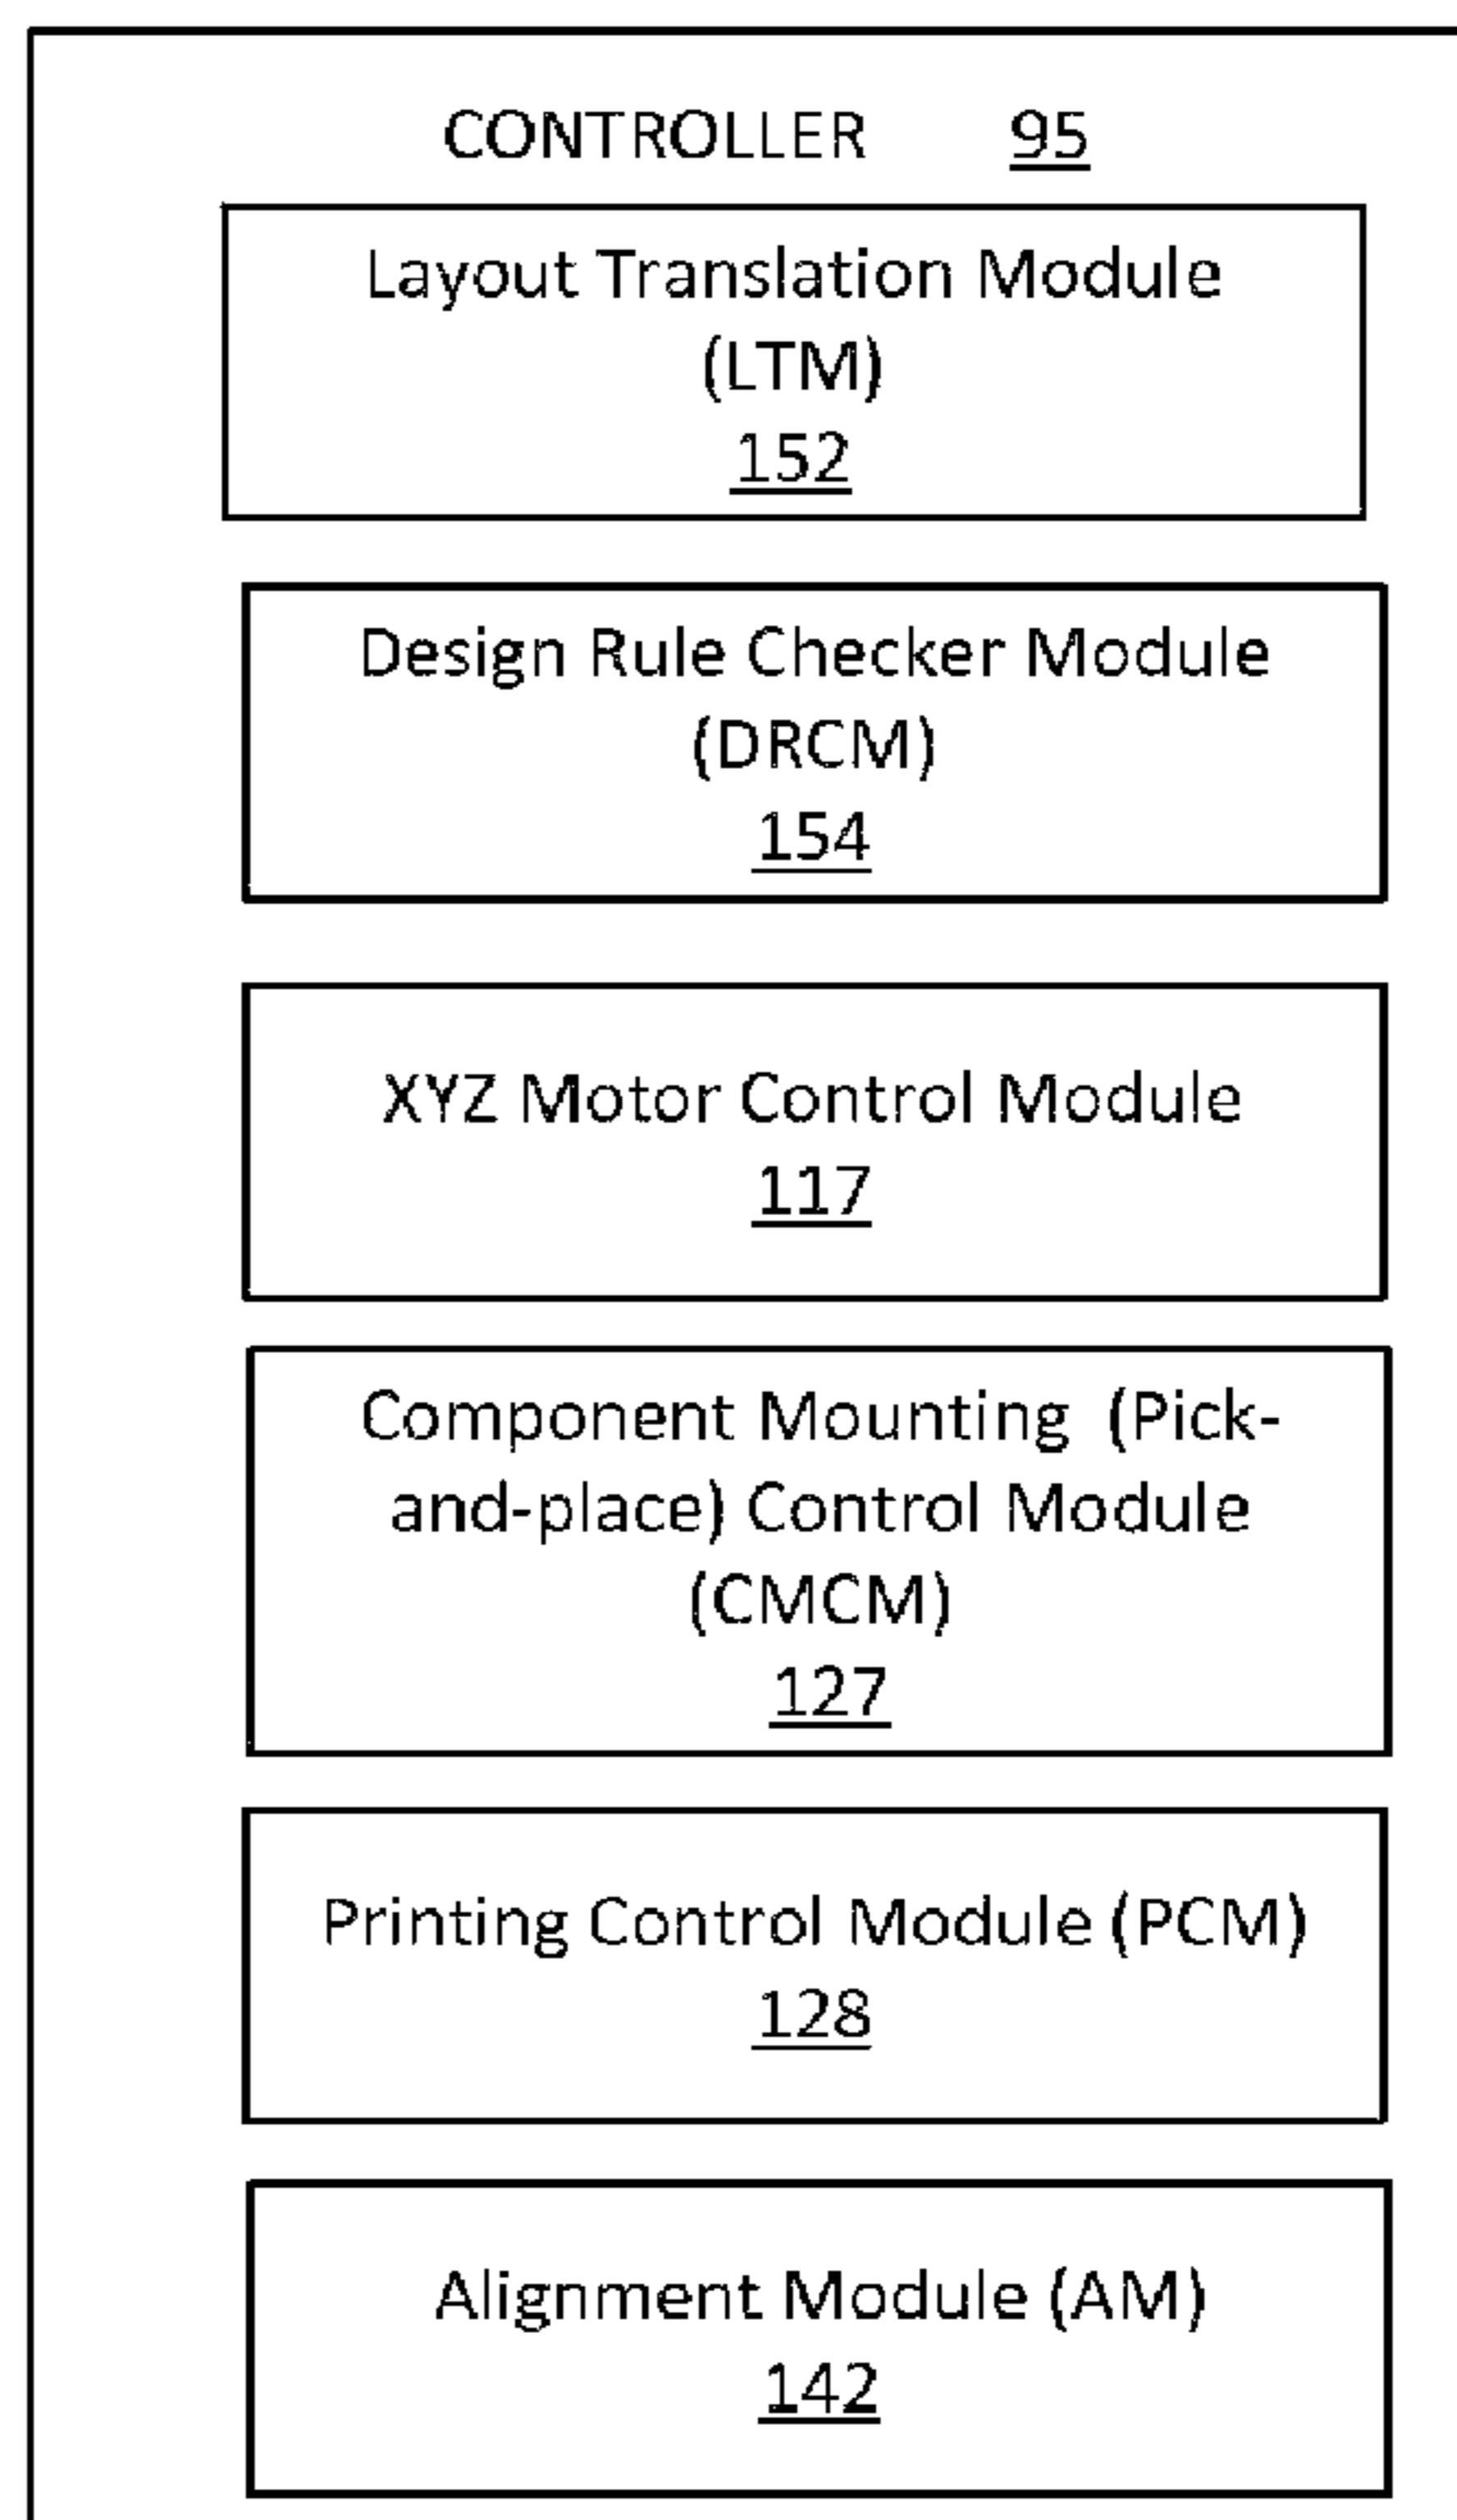 CONTROLLER 95
Layout Translation Module
(LTM)
152
Design Rule Checker Module
(DRCM)
154
XYZ Motor Control Module
117
Component Mounting (Pick-
and-place) Control Module
(CMCM)
127
Printing Control Module (PCM)
128
Alignment Module (AM)
142